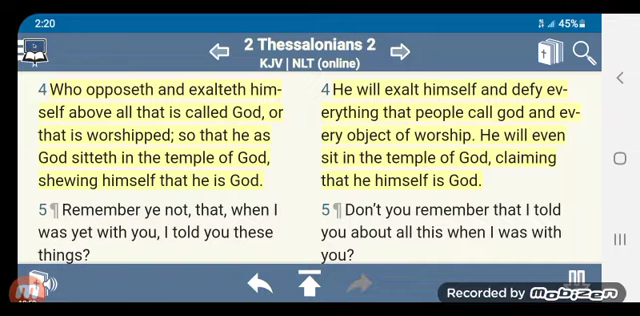 2:20
45%
2 Thessalonians 2
KJV | NLT (online)
4 Who opposeth and exalteth him-
self above all that is called God, or
that is worshipped; so that he as
God sitteth in the temple of God,
shewing himself that he is God.
5 ¶ Remember ye not, that, when I
was yet with you, I told you these
things?
4 He will exalt himself and defy ev-
erything that people call god and ev-
ery object of worship. He will even
sit in the temple of God, claiming
that he himself is God.
5 ¶ Don't you remember that I told
you about all this when I was with
you?
Recorded by Mobizen